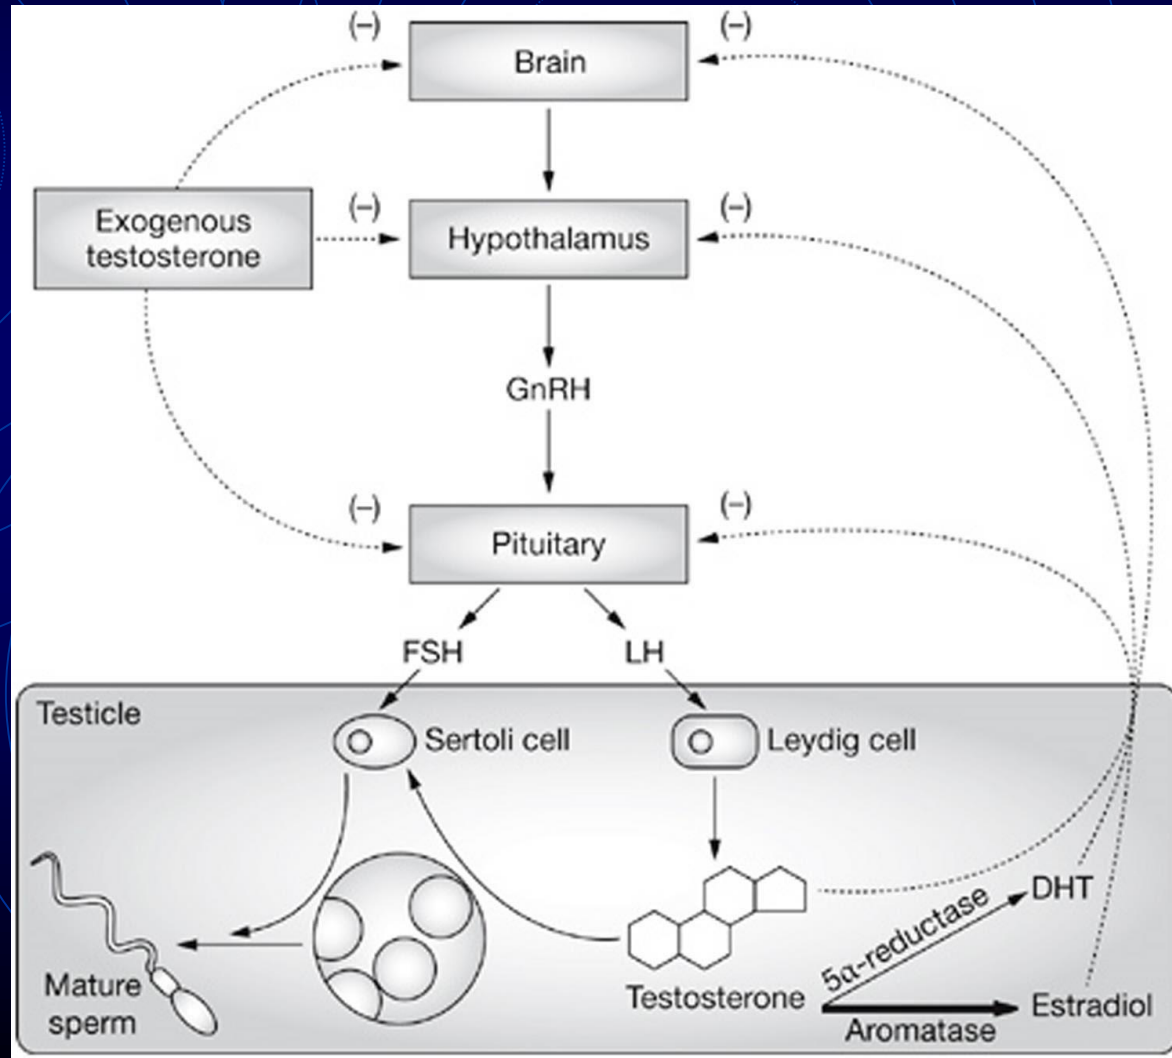 (–)
(–)
Brain
Exogenous
testosterone
(–)
(–)
Hypothalamus
GnRH
(–)
(–)
Pituitary
FSH
LH
Testicle
Sertoli cell
Leydig cell
Mature
sperm
Testosterone
5α-reductase
DHT
Aromatase
Estradiol